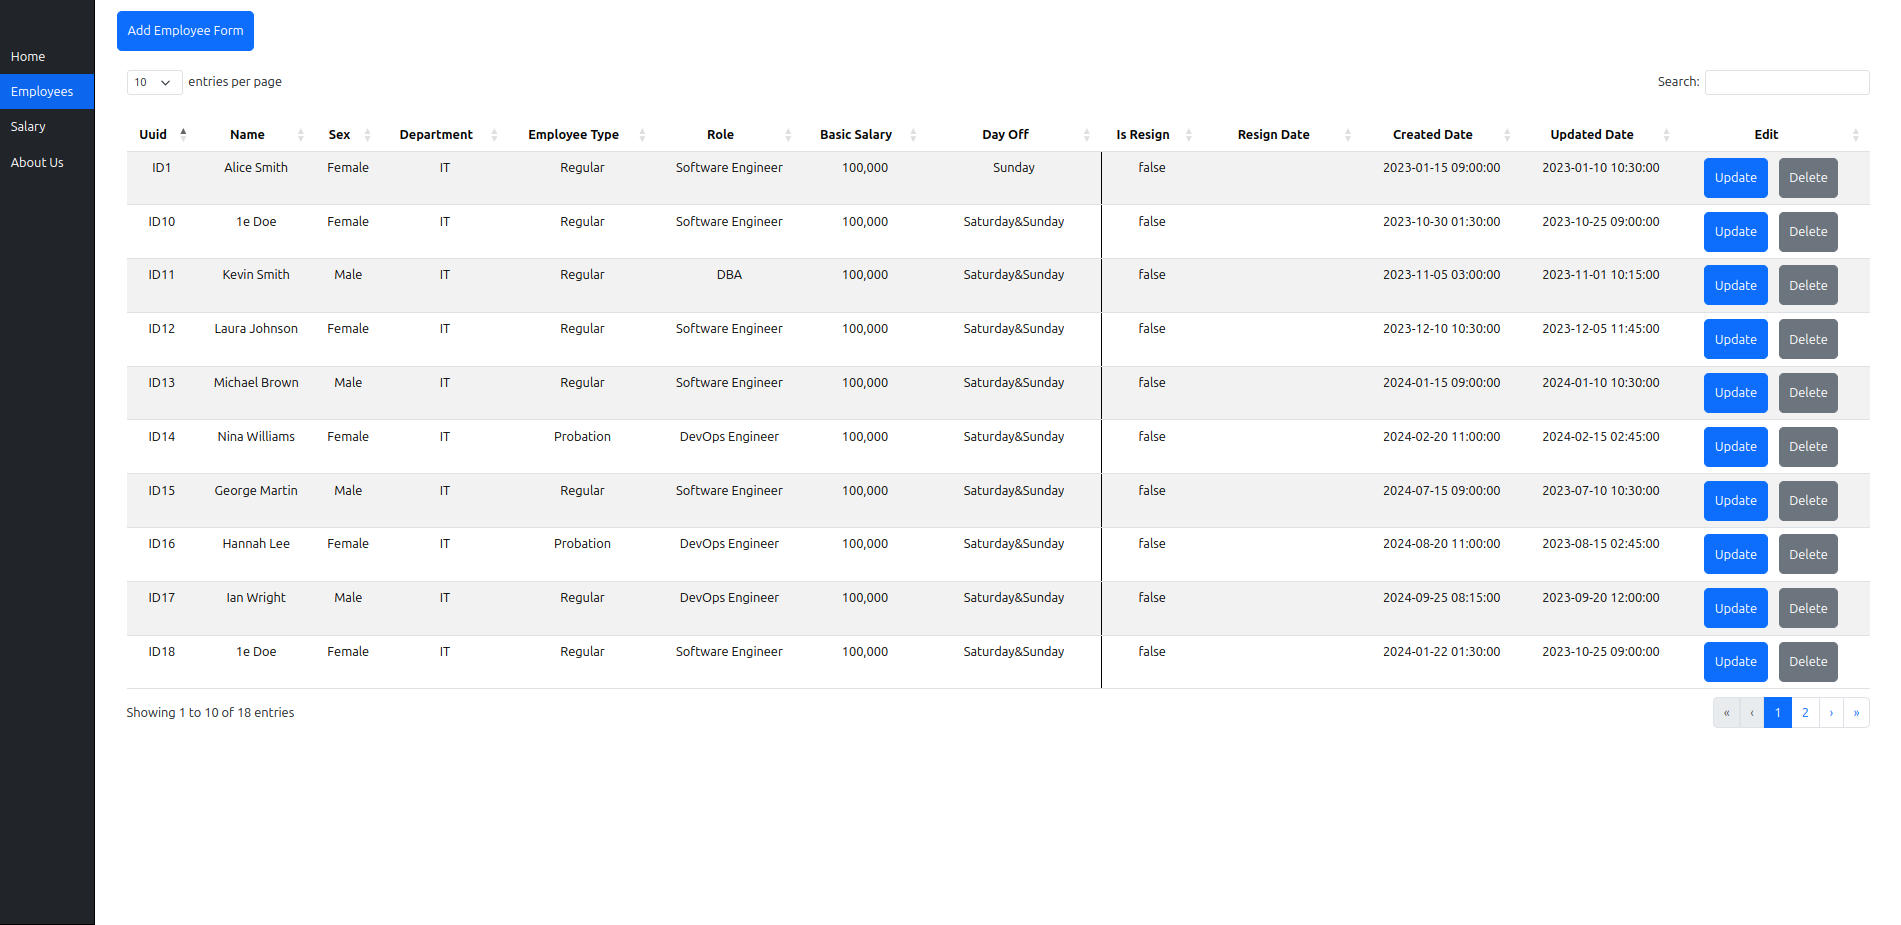 Home
Employees
Salary
About Us
Add Employee Form
10 entries per page Search:
Uuid Name Sex Department Employee Type Role Basic Salary Day Off Is Resign Resign Date Created Date Updated Date Edit
ID1 Alice Smith Female IT Regular Software Engineer 100,000 Sunday false 2023-01-15 09:00:00 2023-01-10 10:30:00 Update Delete
ID10 1e Doe Female IT Regular Software Engineer 100,000 Saturday&Sunday false 2023-10-30 01:30:00 2023-10-25 09:00:00 Update Delete
ID11 Kevin Smith Male IT Regular DBA 100,000 Saturday&Sunday false 2023-11-05 03:00:00 2023-11-01 10:15:00 Update Delete
ID12 Laura Johnson Female IT Regular Software Engineer 100,000 Saturday&Sunday false 2023-12-10 10:30:00 2023-12-05 11:45:00 Update Delete
ID13 Michael Brown Male IT Regular Software Engineer 100,000 Saturday&Sunday false 2024-01-15 09:00:00 2024-01-10 10:30:00 Update Delete
ID14 Nina Williams Female IT Probation DevOps Engineer 100,000 Saturday&Sunday false 2024-02-20 11:00:00 2024-02-15 02:45:00 Update Delete
ID15 George Martin Male IT Regular Software Engineer 100,000 Saturday&Sunday false 2024-07-15 09:00:00 2023-07-10 10:30:00 Update Delete
ID16 Hannah Lee Female IT Probation DevOps Engineer 100,000 Saturday&Sunday false 2024-08-20 11:00:00 2023-08-15 02:45:00 Update Delete
ID17 Ian Wright Male IT Regular DevOps Engineer 100,000 Saturday&Sunday false 2024-09-25 08:15:00 2023-09-20 12:00:00 Update Delete
ID18 1e Doe Female IT Regular Software Engineer 100,000 Saturday&Sunday false 2024-01-22 01:30:00 2023-10-25 09:00:00 Update Delete
Showing 1 to 10 of 18 entries « ‹ 1 2 › »